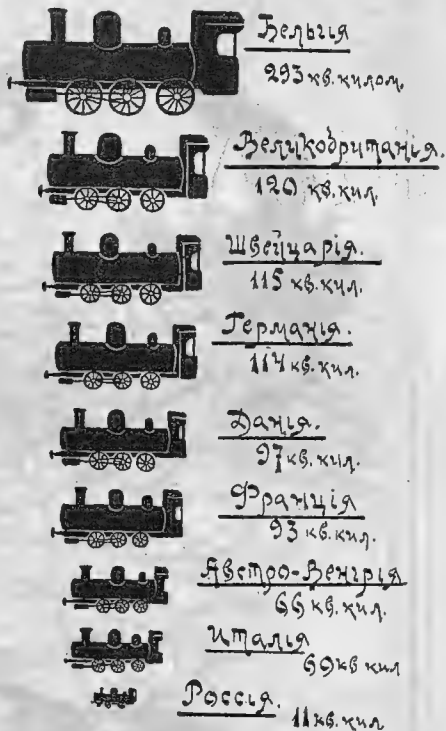 Бельгія
293 кв. килом.
Великобританія.
120 кв. кил.
Швейцарія.
115 кв. кил.
Германія.
114 кв. кил.
Данія.
97 кв. кил.
Франція
93 кв. кил.
Австро-Венгрія
66 кв. кил.
Италія
60 кв кил
Россія.
11 кв. кил